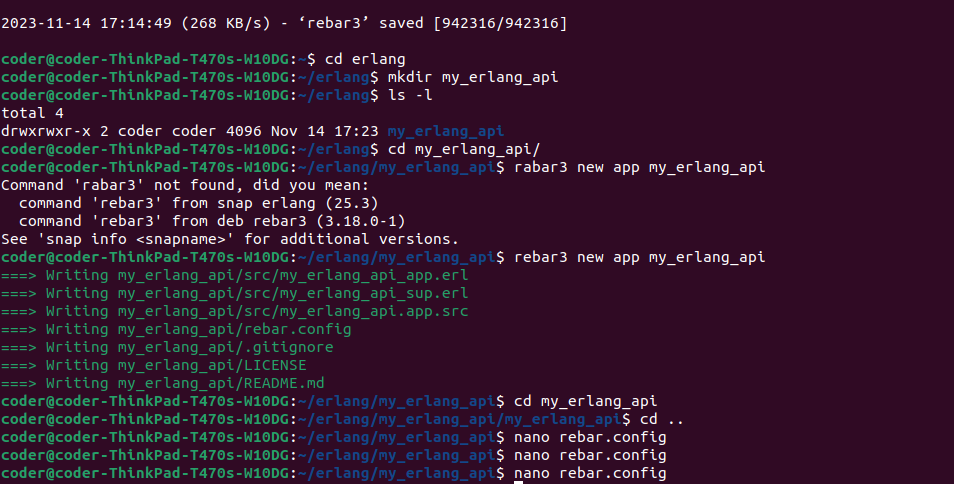 2023-11-14 17:14:49 (268 KB/s) - ‘rebar3’ saved [942316/942316]
coder@coder-ThinkPad-T470s-W10DG:~$ cd erlang
coder@coder-ThinkPad-T470s-W10DG:~/erlang$ mkdir my_erlang_api
coder@coder-ThinkPad-T470s-W10DG:~/erlang$ ls -l
total 4
drwxrwxr-x 2 coder coder 4096 Nov 14 17:23 my_erlang_api
coder@coder-ThinkPad-T470s-W10DG:~/erlang$ cd my_erlang_api/
coder@coder-ThinkPad-T470s-W10DG:~/erlang/my_erlang_api$ rabar3 new app my_erlang_api
Command 'rabar3' not found, did you mean:
  command 'rebar3' from snap erlang (25.3)
  command 'rebar3' from deb rebar3 (3.18.0-1)
See 'snap info <snapname>' for additional versions.
coder@coder-ThinkPad-T470s-W10DG:~/erlang/my_erlang_api$ rebar3 new app my_erlang_api
===> Writing my_erlang_api/src/my_erlang_api_app.erl
===> Writing my_erlang_api/src/my_erlang_api_sup.erl
===> Writing my_erlang_api/src/my_erlang_api.app.src
===> Writing my_erlang_api/rebar.config
===> Writing my_erlang_api/.gitignore
===> Writing my_erlang_api/LICENSE
===> Writing my_erlang_api/README.md
coder@coder-ThinkPad-T470s-W10DG:~/erlang/my_erlang_api$ cd my_erlang_api
coder@coder-ThinkPad-T470s-W10DG:~/erlang/my_erlang_api/my_erlang_api$ cd ..
coder@coder-ThinkPad-T470s-W10DG:~/erlang/my_erlang_api$ nano rebar.config
coder@coder-ThinkPad-T470s-W10DG:~/erlang/my_erlang_api$ nano rebar.config
coder@coder-ThinkPad-T470s-W10DG:~/erlang/my_erlang_api$ nano rebar.config